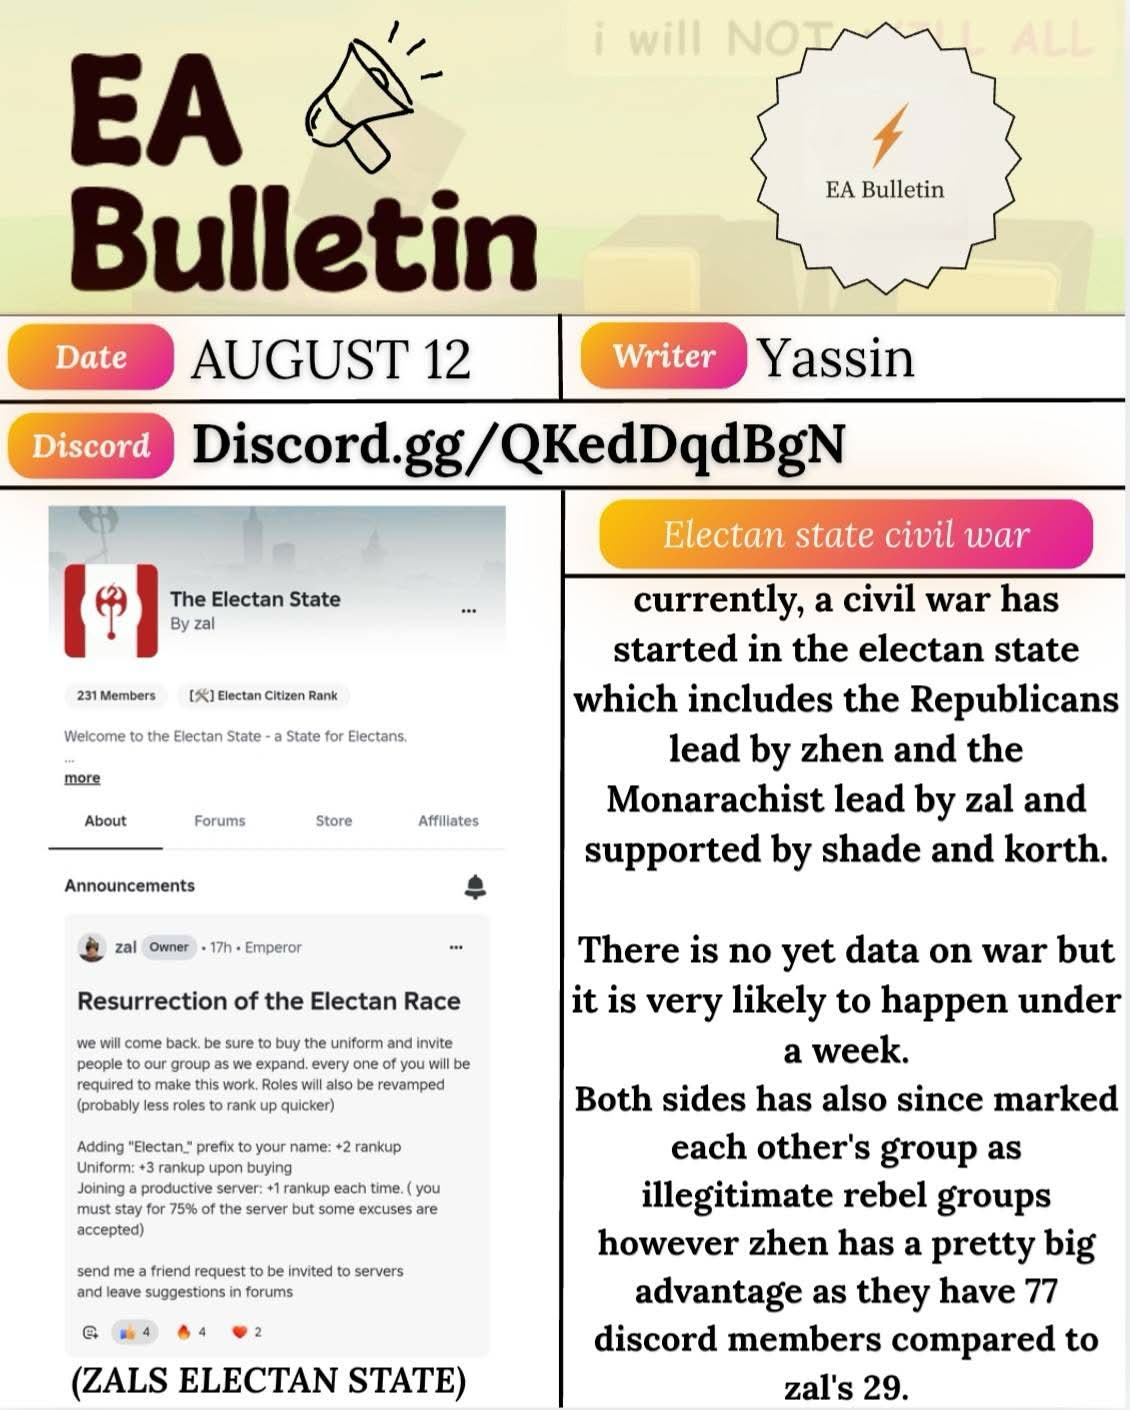 i will NOT
ALL
EA
Bulletin
EA Bulletin
Date
AUGUST 12
Writer
Yassin
Discord
Discord.gg/QKedDqdBgN
The Electan State
By zal
...
231 Members
[🛠] Electan Citizen Rank
Welcome to the Electan State - a State for Electans.
...
more
About
Forums
Store
Affiliates
Announcements
zal Owner • 17h • Emperor
...
Resurrection of the Electan Race
we will come back. be sure to buy the uniform and invite
people to our group as we expand. every one of you will be
required to make this work. Roles will also be revamped
(probably less roles to rank up quicker)
Adding "Electan_" prefix to your name: +2 rankup
Uniform: +3 rankup upon buying
Joining a productive server: +1 rankup each time. ( you
must stay for 75% of the server but some excuses are
accepted)
send me a friend request to be invited to servers
and leave suggestions in forums
👍 4 🔥 4 ❤️ 2
(ZALS ELECTAN STATE)
Electan state civil war
currently, a civil war has
started in the electan state
which includes the Republicans
lead by zhen and the
Monarachist lead by zal and
supported by shade and korth.
There is no yet data on war but
it is very likely to happen under
a week.
Both sides has also since marked
each other's group as
illegitimate rebel groups
however zhen has a pretty big
advantage as they have 77
discord members compared to
zal's 29.